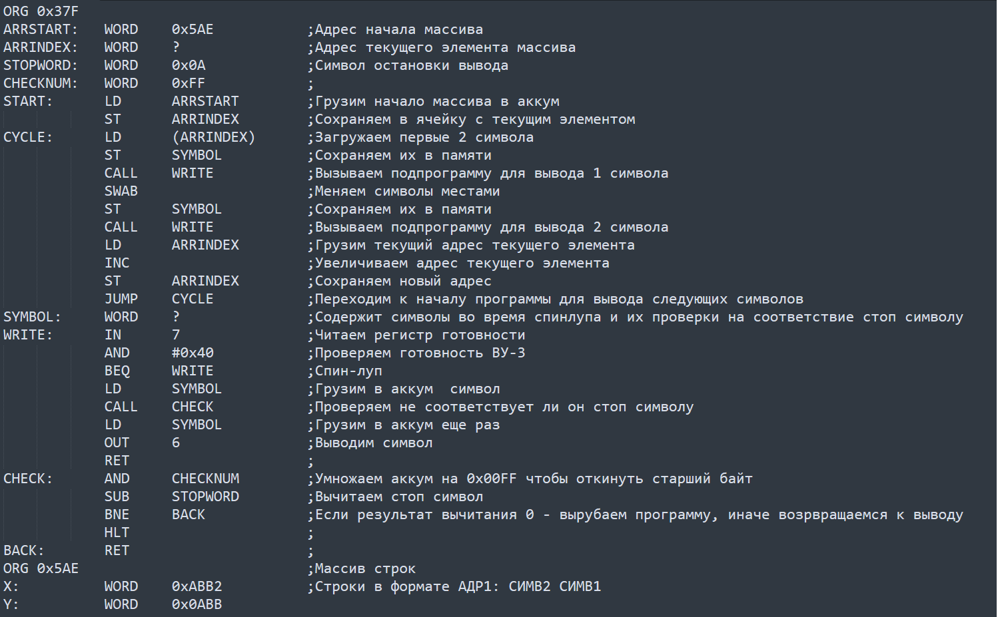 ORG 0x37F
ARRSTART: WORD 0x5AE ;Адрес начала массива
ARRINDEX: WORD ? ;Адрес текущего элемента массива
STOPWORD: WORD 0x0A ;Символ остановки вывода
CHECKNUM: WORD 0xFF ;
START: LD ARRSTART ;Грузим начало массива в аккум
ST ARRINDEX ;Сохраняем в ячейку с текущим элементом
CYCLE: LD (ARRINDEX) ;Загружаем первые 2 символа
ST SYMBOL ;Сохраняем их в памяти
CALL WRITE ;Вызываем подпрограмму для вывода 1 символа
SWAB ;Меняем символы местами
ST SYMBOL ;Сохраняем их в памяти
CALL WRITE ;Вызываем подпрограмму для вывода 2 символа
LD ARRINDEX ;Грузим текущий адрес текущего элемента
INC ;Увеличиваем адрес текущего элемента
ST ARRINDEX ;Сохраняем новый адрес
JUMP CYCLE ;Переходим к началу программы для вывода следующих символов
SYMBOL: WORD ? ;Содержит символы во время спинлупа и их проверки на соответствие стоп символу
WRITE: IN 7 ;Читаем регистр готовности
AND #0x40 ;Проверяем готовность ВУ-3
BEQ WRITE ;Спин-луп
LD SYMBOL ;Грузим в аккум  символ
CALL CHECK ;Проверяем не соответствует ли он стоп символу
LD SYMBOL ;Грузим в аккум еще раз
OUT 6 ;Выводим символ
RET ;
CHECK: AND CHECKNUM ;Умножаем аккум на 0x00FF чтобы откинуть старший байт
SUB STOPWORD ;Вычитаем стоп символ
BNE BACK ;Если результат вычитания 0 - вырубаем программу, иначе возрвращаемся к выводу
HLT ;
BACK: RET ;
ORG 0x5AE ;Массив строк
X: WORD 0xABB2 ;Строки в формате АДР1: СИМВ2 СИМВ1
Y: WORD 0x0ABB